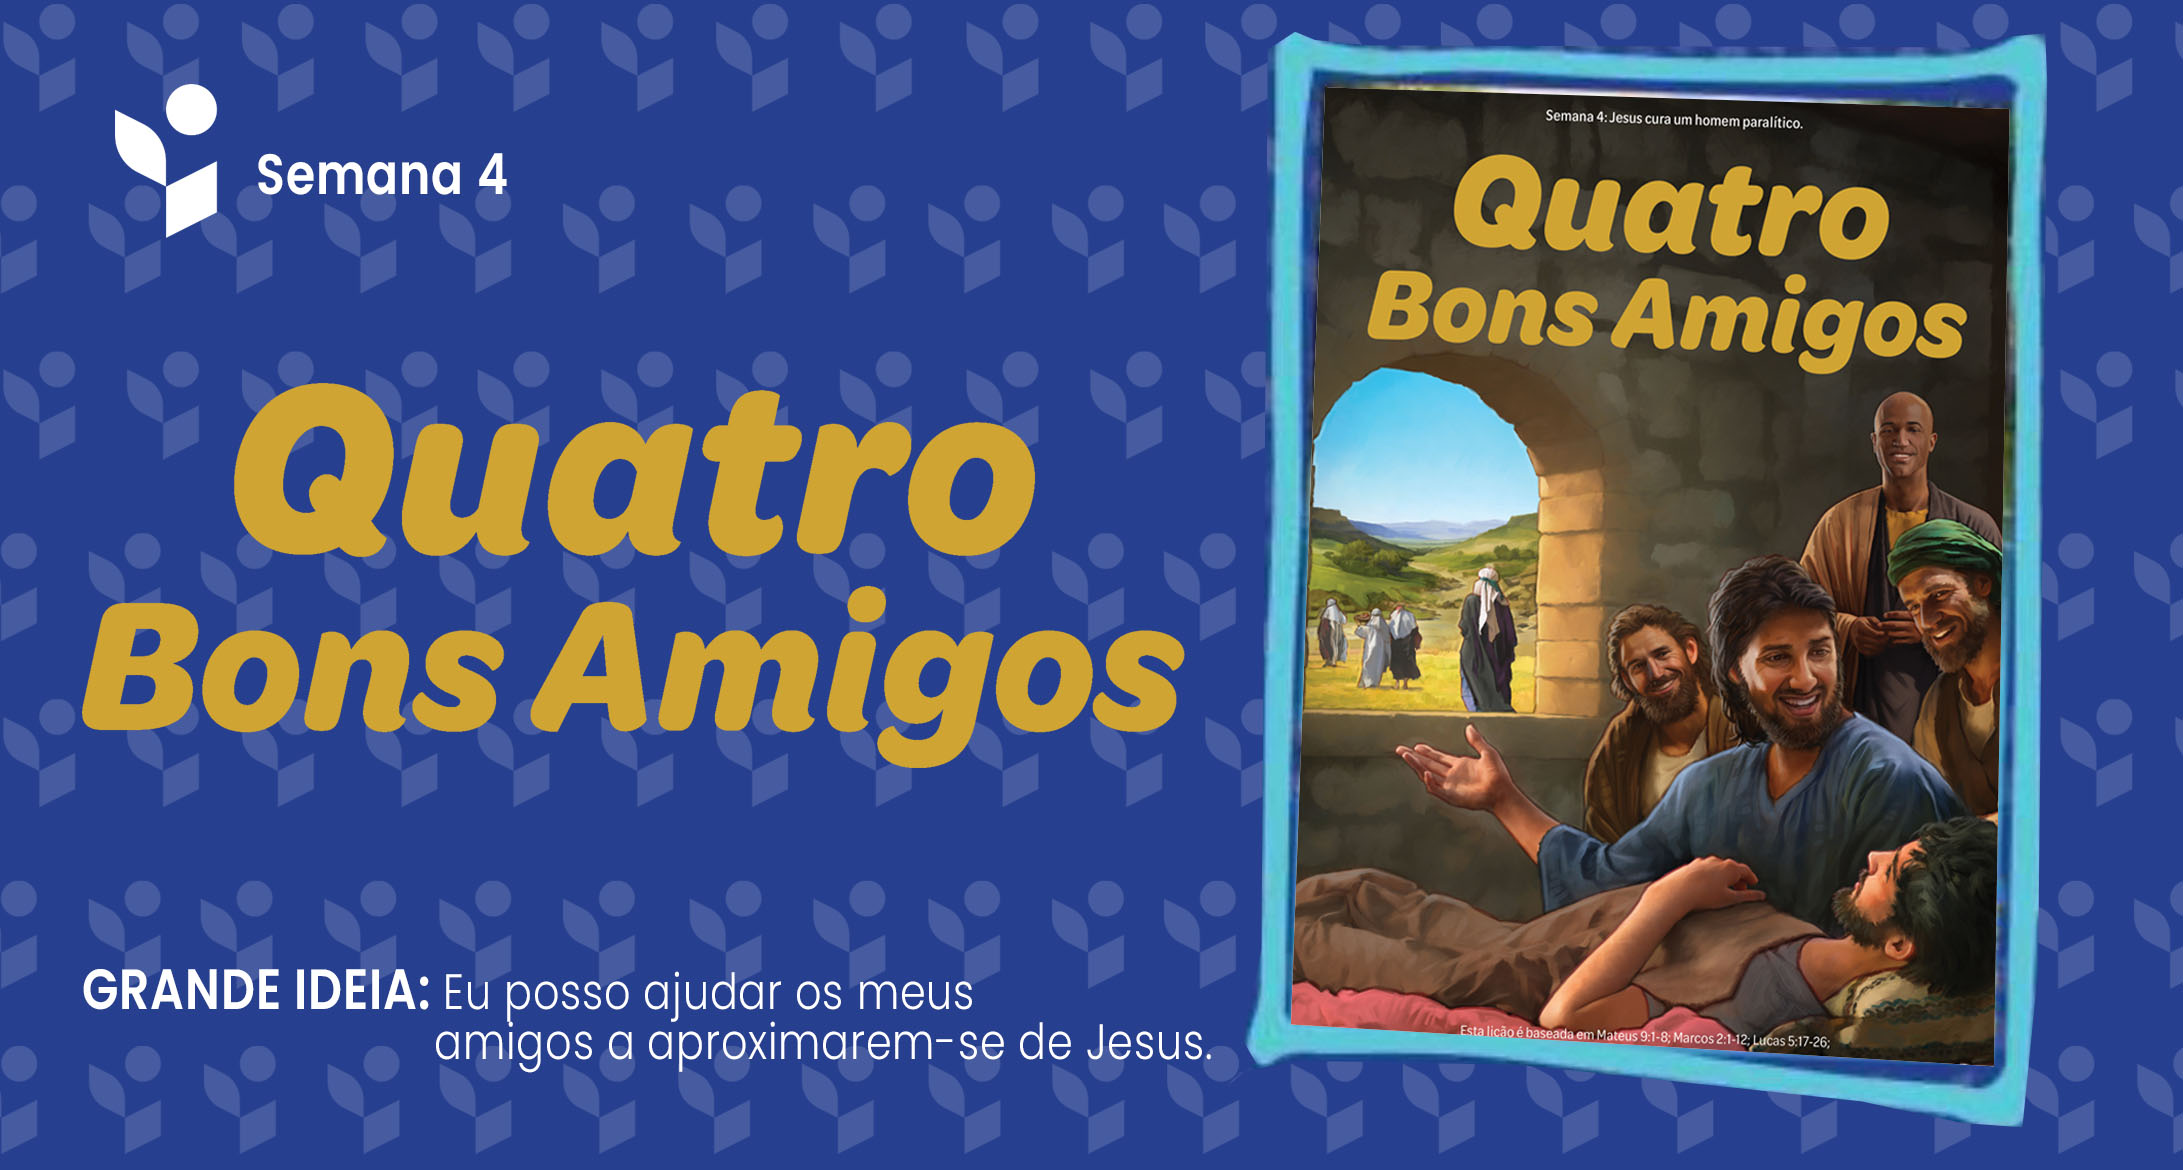 Semana 4
Quatro
Bons Amigos
GRANDE IDEIA: Eu posso ajudar os meus
amigos a aproximarem-se de Jesus.
Semana 4: Jesus cura um homem paralítico.
Quatro
Bons Amigos
Esta lição é baseada em Mateus 9:1-8; Marcos 2:1-12; Lucas 5:17-26;